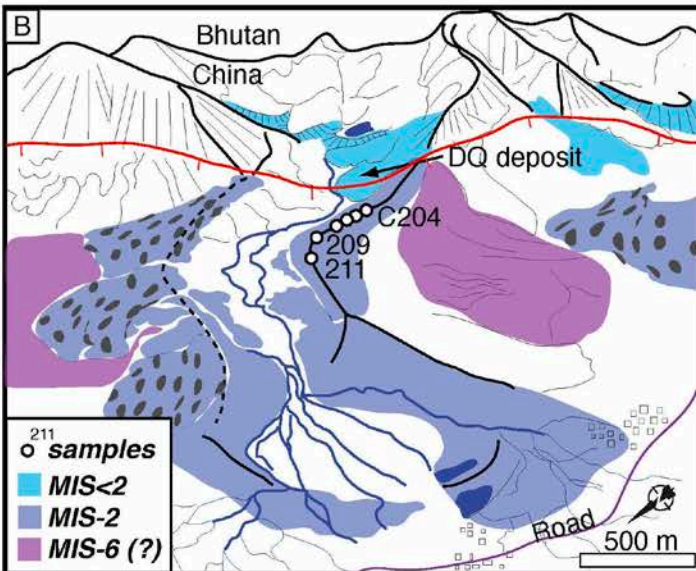 B
Bhutan
China
DQ deposit
C204
209
211
211
samples
MIS<2
MIS-2
MIS-6 (?)
Road
500 m